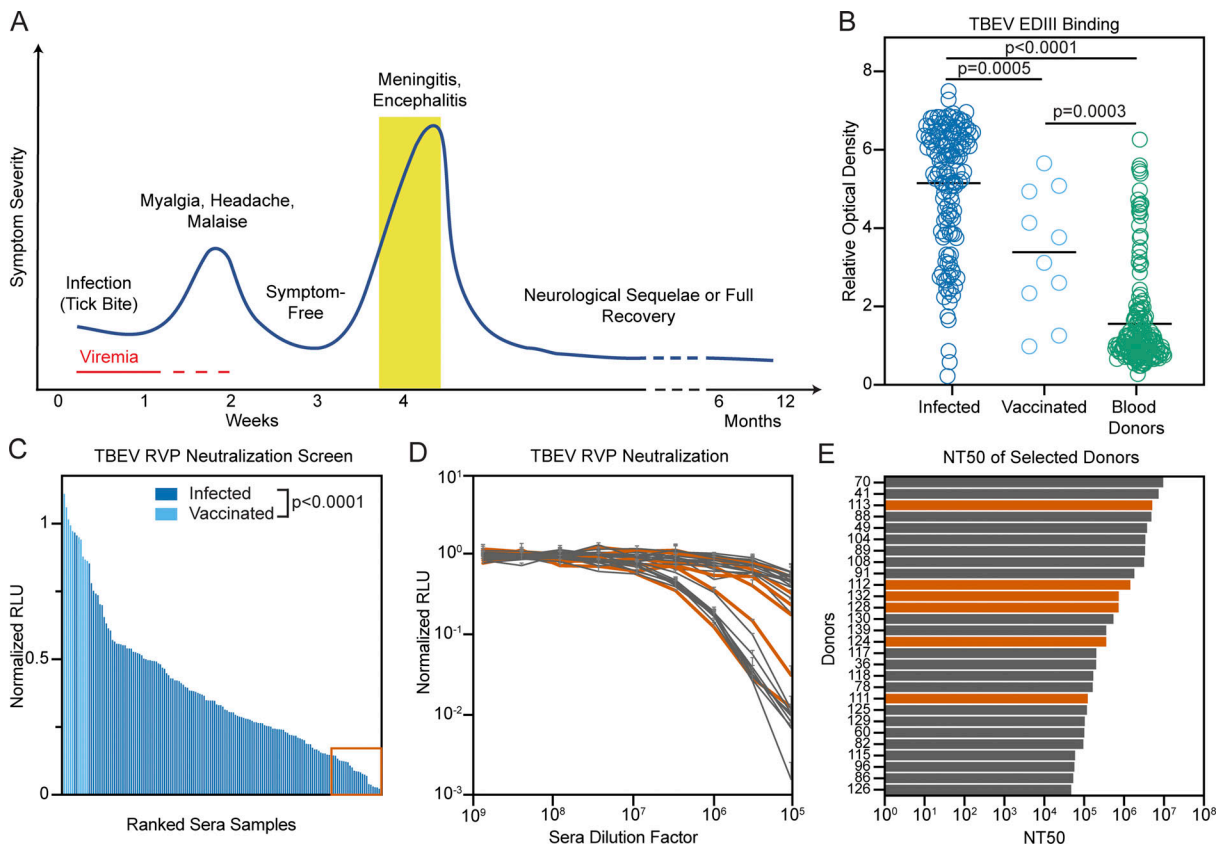 A
Symptom Severity
Infection
(Tick Bite)
Viremia
Myalgia, Headache,
Malaise
Symptom-
Free
Meningitis,
Encephalitis
Neurological Sequelae or Full
Recovery
0 1 2 3 4 6 12
Weeks Months
B
TBEV EDIII Binding
p<0.0001
p=0.0005
p=0.0003
Relative Optical Density
8
6
4
2
0
Infected Vaccinated Blood
Donors
C
TBEV RVP Neutralization Screen
Infected
Vaccinated
p<0.0001
Normalized RLU
1
0.5
0
Ranked Sera Samples
D
TBEV RVP Neutralization
Normalized RLU
10¹
10⁰
10⁻¹
10⁻²
10⁻³
10⁹ 10⁸ 10⁷ 10⁶ 10⁵
Sera Dilution Factor
E
NT50 of Selected Donors
Donors
70
41
113
88
49
104
89
108
91
112
132
128
130
139
124
117
36
118
78
111
125
129
60
82
115
96
86
126
10⁰ 10¹ 10² 10³ 10⁴ 10⁵ 10⁶ 10⁷ 10⁸
NT50